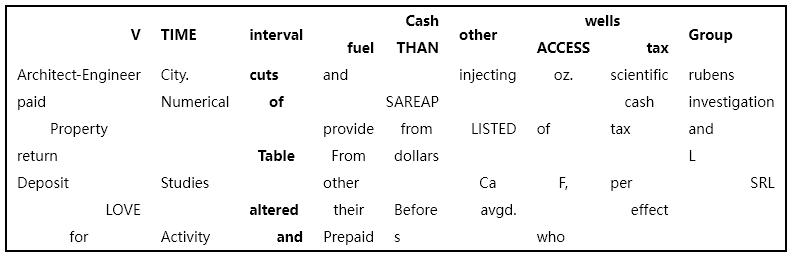 Cash wells
V TIME interval other Group
fuel THAN ACCESS tax
Architect-Engineer City. cuts and injecting oz. scientific rubens
paid Numerical of SAREAP cash investigation
Property provide from LISTED of tax and
return Table From dollars L
Deposit Studies other Ca F, per SRL
LOVE altered their Before avgd. effect
for Activity and Prepaid s who